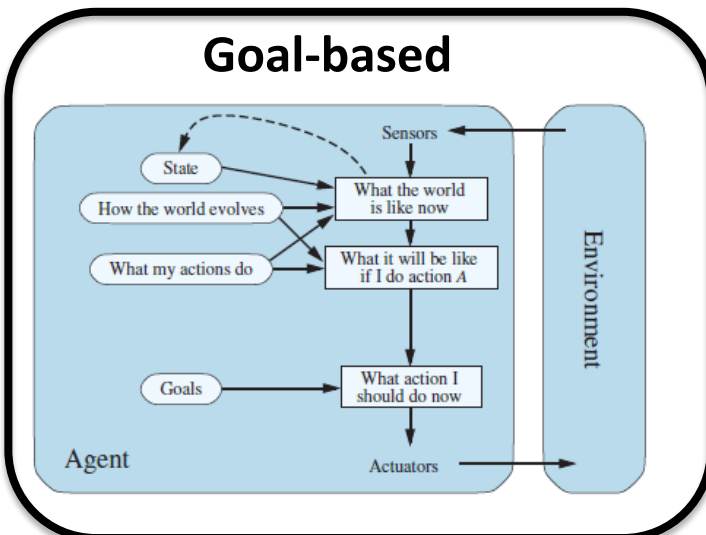 Goal-based
Sensors
State
What the world
is like now
How the world evolves
What it will be like
if I do action A
What my actions do
Environment
Goals
What action I
should do now
Agent
Actuators